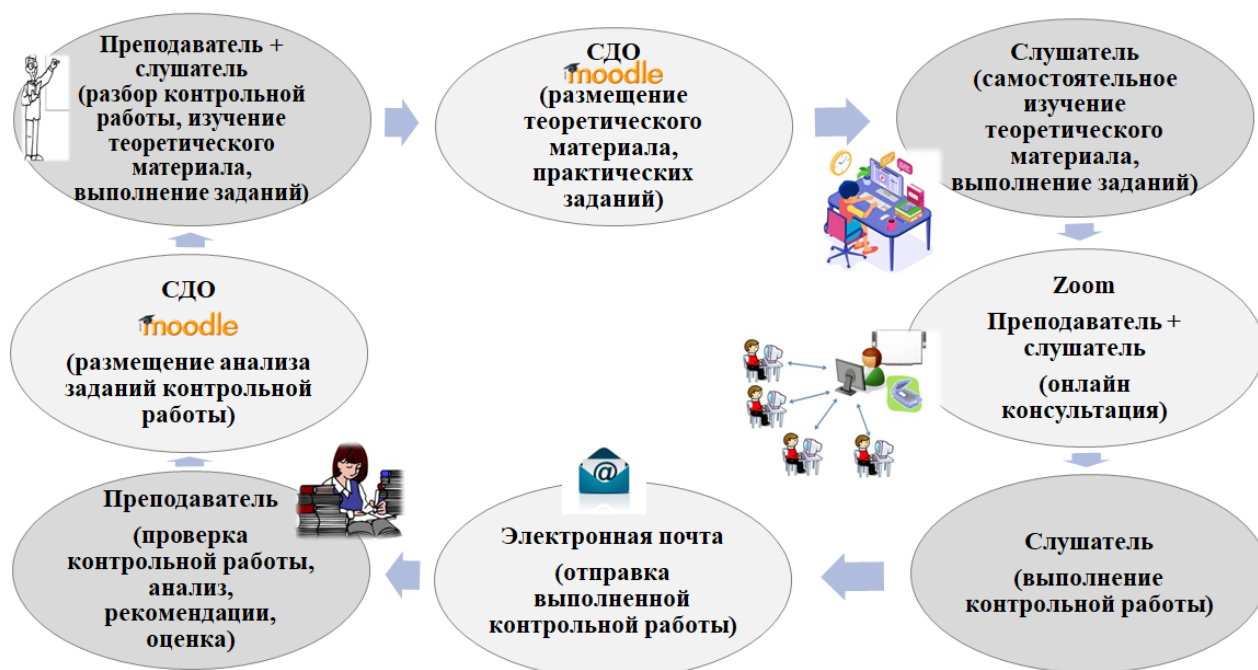 Преподаватель +
слушатель
(разбор контрольной
работы, изучение
теоретического
материала,
выполнение заданий)
СДО
moodle
(размещение
теоретического
материала,
практических
заданий)
Слушатель
(самостоятельное
изучение
теоретического
материала,
выполнение заданий)
Zoom
Преподаватель +
слушатель
(онлайн
консультация)
Слушатель
(выполнение
контрольной работы)
Электронная почта
(отправка
выполненной
контрольной работы)
Преподаватель
(проверка
контрольной работы,
анализ,
рекомендации,
оценка)
СДО
moodle
(размещение анализа
заданий контрольной
работы)